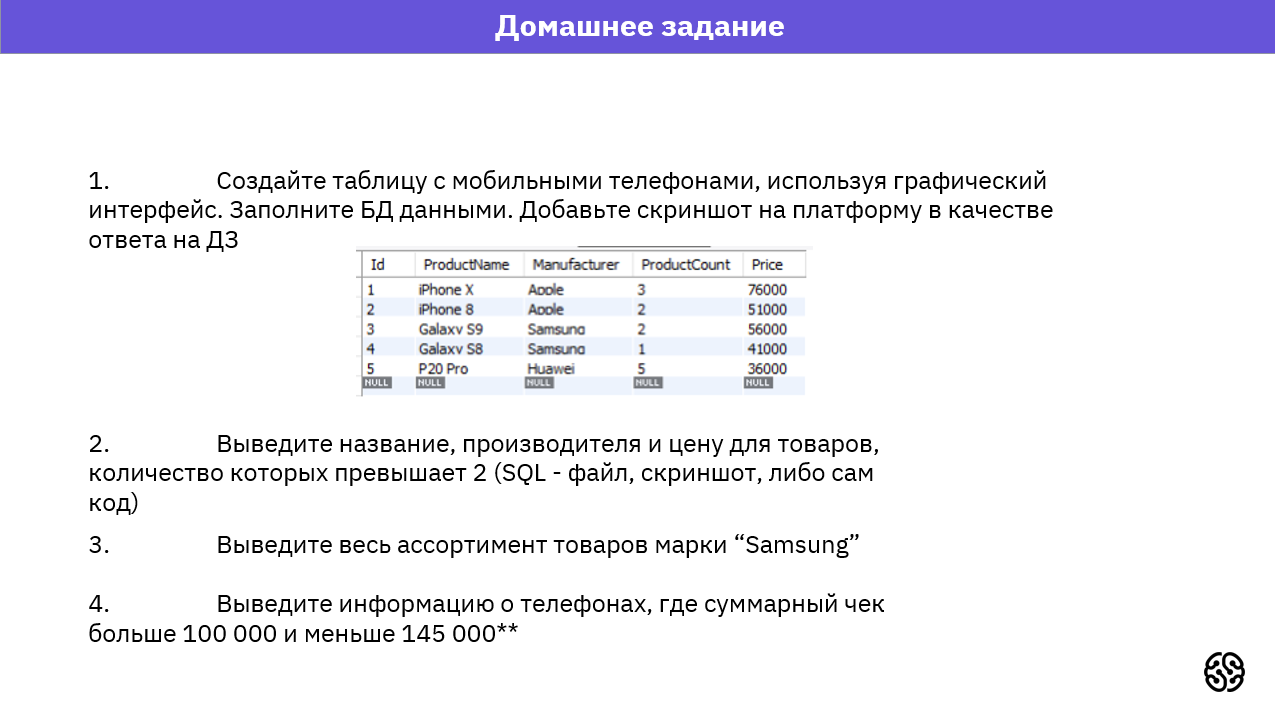 Домашнее задание
1. Создайте таблицу с мобильными телефонами, используя графический
интерфейс. Заполните БД данными. Добавьте скриншот на платформу в качестве
ответа на ДЗ
Id ProductName Manufacturer ProductCount Price
1 iPhone X Apple 3 76000
2 iPhone 8 Apple 2 51000
3 Galaxy S9 Samsung 2 56000
4 Galaxy S8 Samsung 1 41000
5 P20 Pro Huawei 5 36000
NULL NULL NULL NULL NULL
2. Выведите название, производителя и цену для товаров,
количество которых превышает 2 (SQL - файл, скриншот, либо сам
код)
3. Выведите весь ассортимент товаров марки “Samsung”
4. Выведите информацию о телефонах, где суммарный чек
больше 100 000 и меньше 145 000**